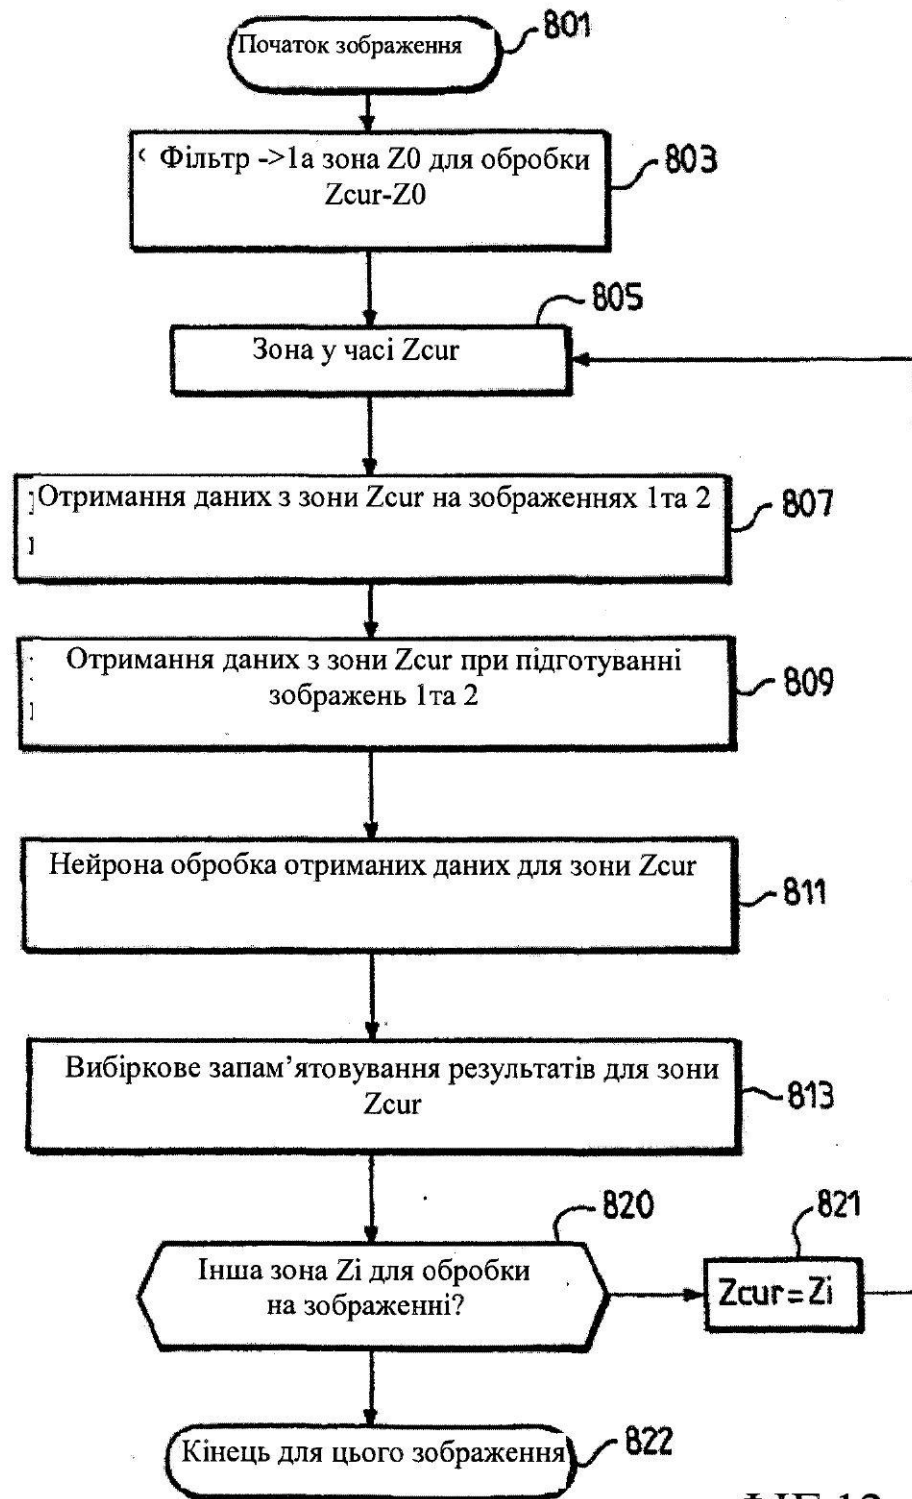 Початок зображення
801
Фільтр ->1а зона Z0 для обробки
Zcur-Z0
803
805
Зона у часі Zcur
Отримання даних з зони Zcur на зображеннях 1та 2
807
Отримання даних з зони Zcur при підготуванні
зображень 1та 2
809
Нейрона обробка отриманих даних для зони Zcur
811
Вибіркове запам’ятовування результатів для зони
Zcur
813
820
821
Інша зона Zi для обробки
на зображенні?
Zcur=Zi
Кінець для цього зображення
822